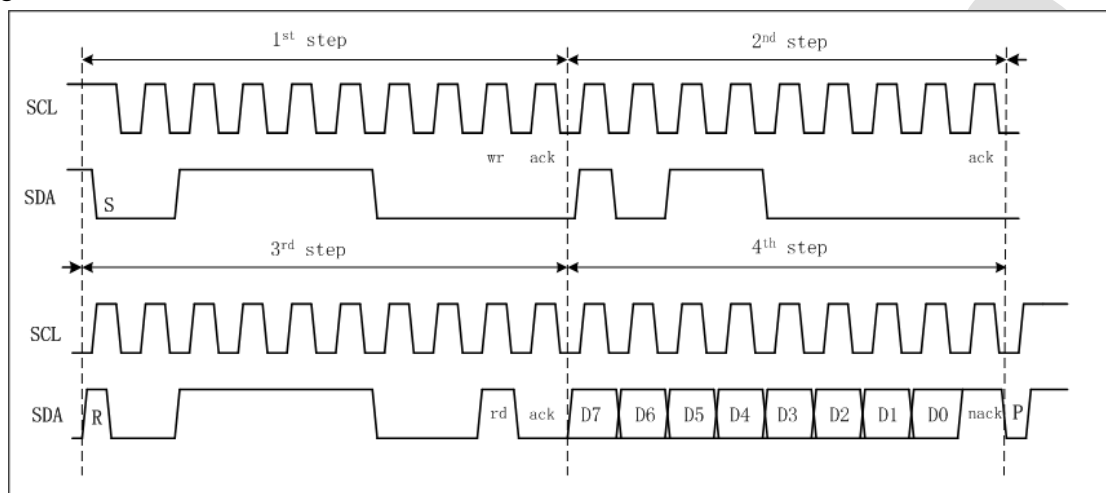 1st step 2nd step
SCL
wr ack ack
SDA S
3rd step 4th step
SCL
SDA R rd ack D7 D6 D5 D4 D3 D2 D1 D0 nack P